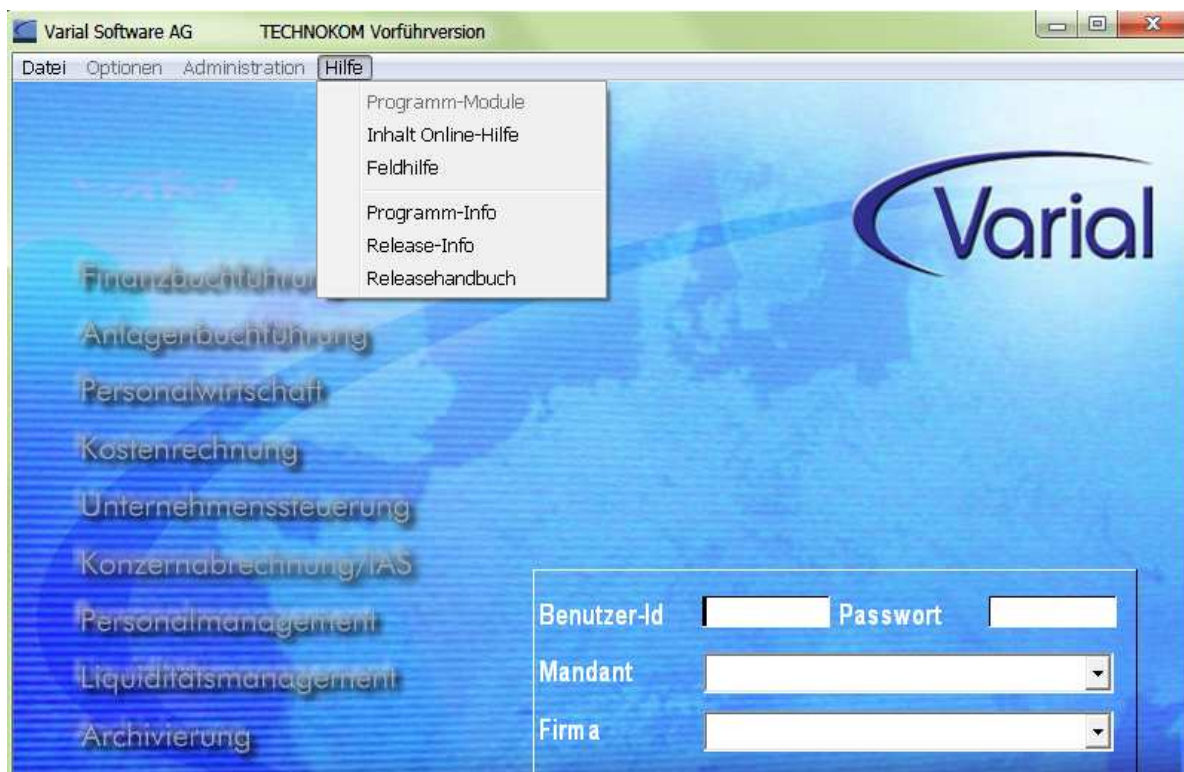 Varial Software AG TECHNOKOM Vorführversion
Datei Optionen Administration Hilfe
Programm-Module
Inhalt Online-Hilfe
Feldhilfe
Programm-Info
Release-Info
Releasehandbuch
Varial
Anlagenbuchführung
Personalwirtschaft
Kostenrechnung
Unternehmenssteuerung
Konzernabrechnung/IAS
Personalmanagement
Liquiditätsmanagement
Archivierung
Benutzer-Id Passwort
Mandant
Firma